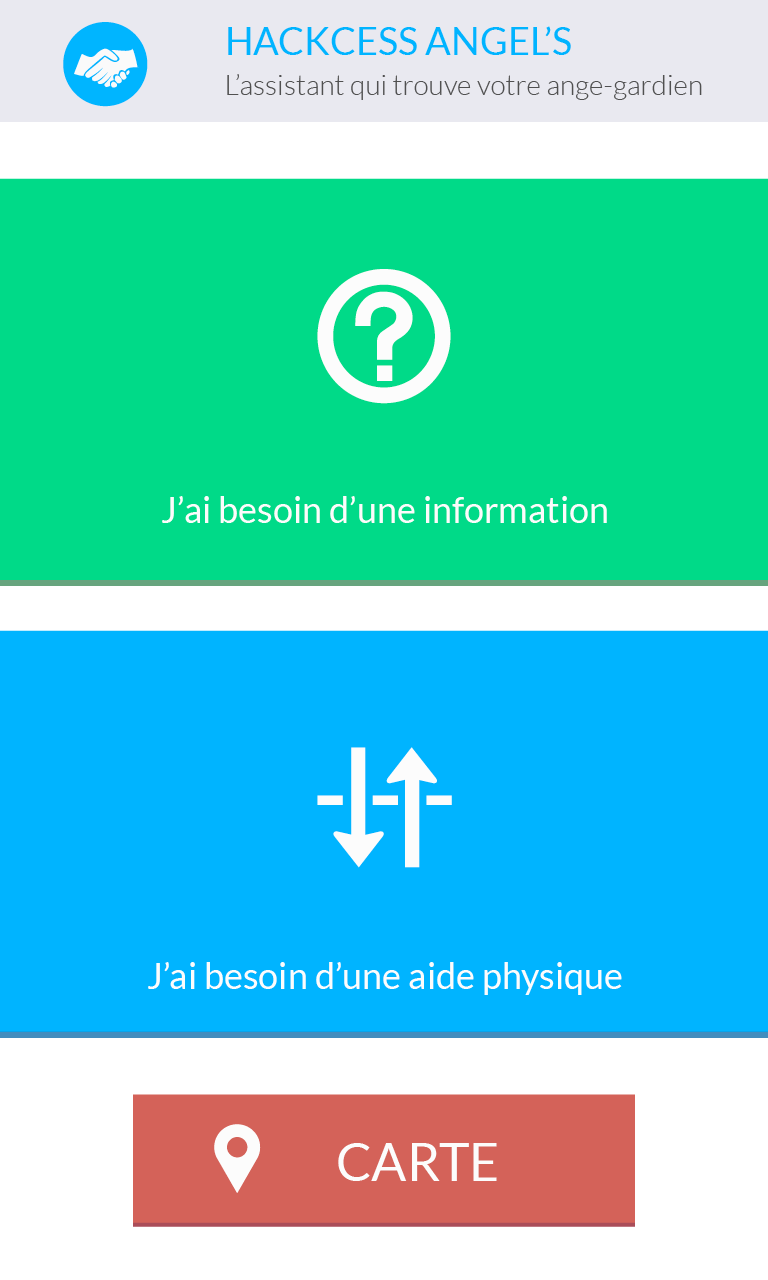 HACKCESS ANGEL’S
L’assistant qui trouve votre ange-gardien
J’ai besoin d’une information
J’ai besoin d’une aide physique
CARTE